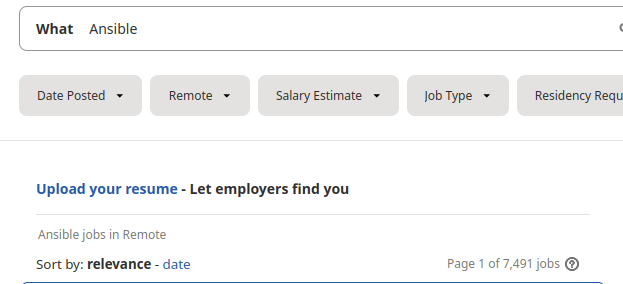 What Ansible
Date Posted Remote Salary Estimate Job Type Residency Requ
Upload your resume - Let employers find you
Ansible jobs in Remote
Sort by: relevance - date Page 1 of 7,491 jobs ?